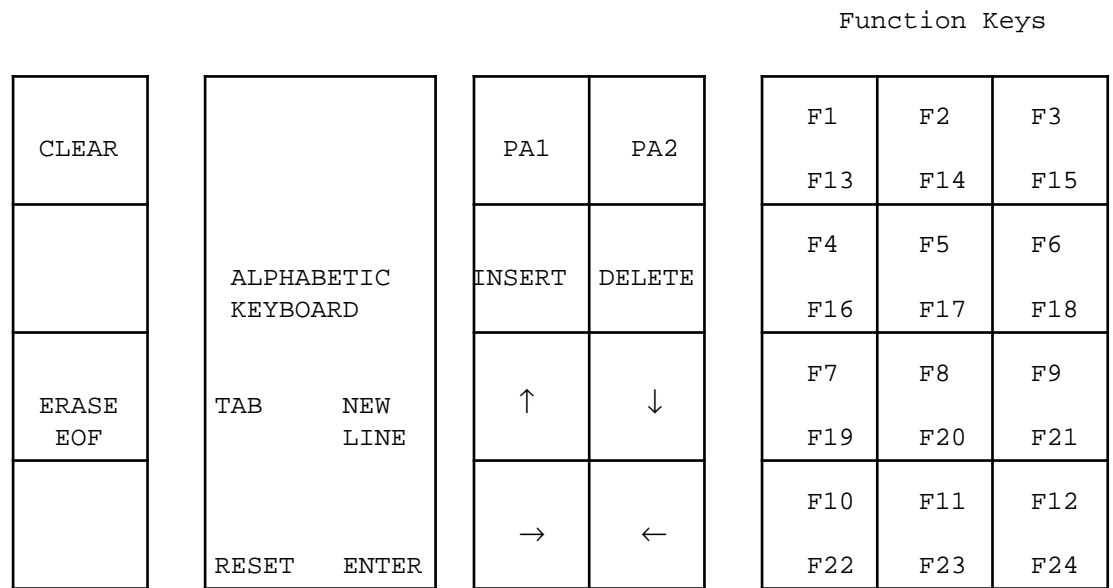 Function Keys
F1 F2 F3
CLEAR PA1 PA2
F13 F14 F15
F4 F5 F6
ALPHABETIC INSERT DELETE
KEYBOARD F16 F17 F18
F7 F8 F9
ERASE TAB NEW ↑ ↓
EOF LINE F19 F20 F21
F10 F11 F12
→ ←
RESET ENTER F22 F23 F24